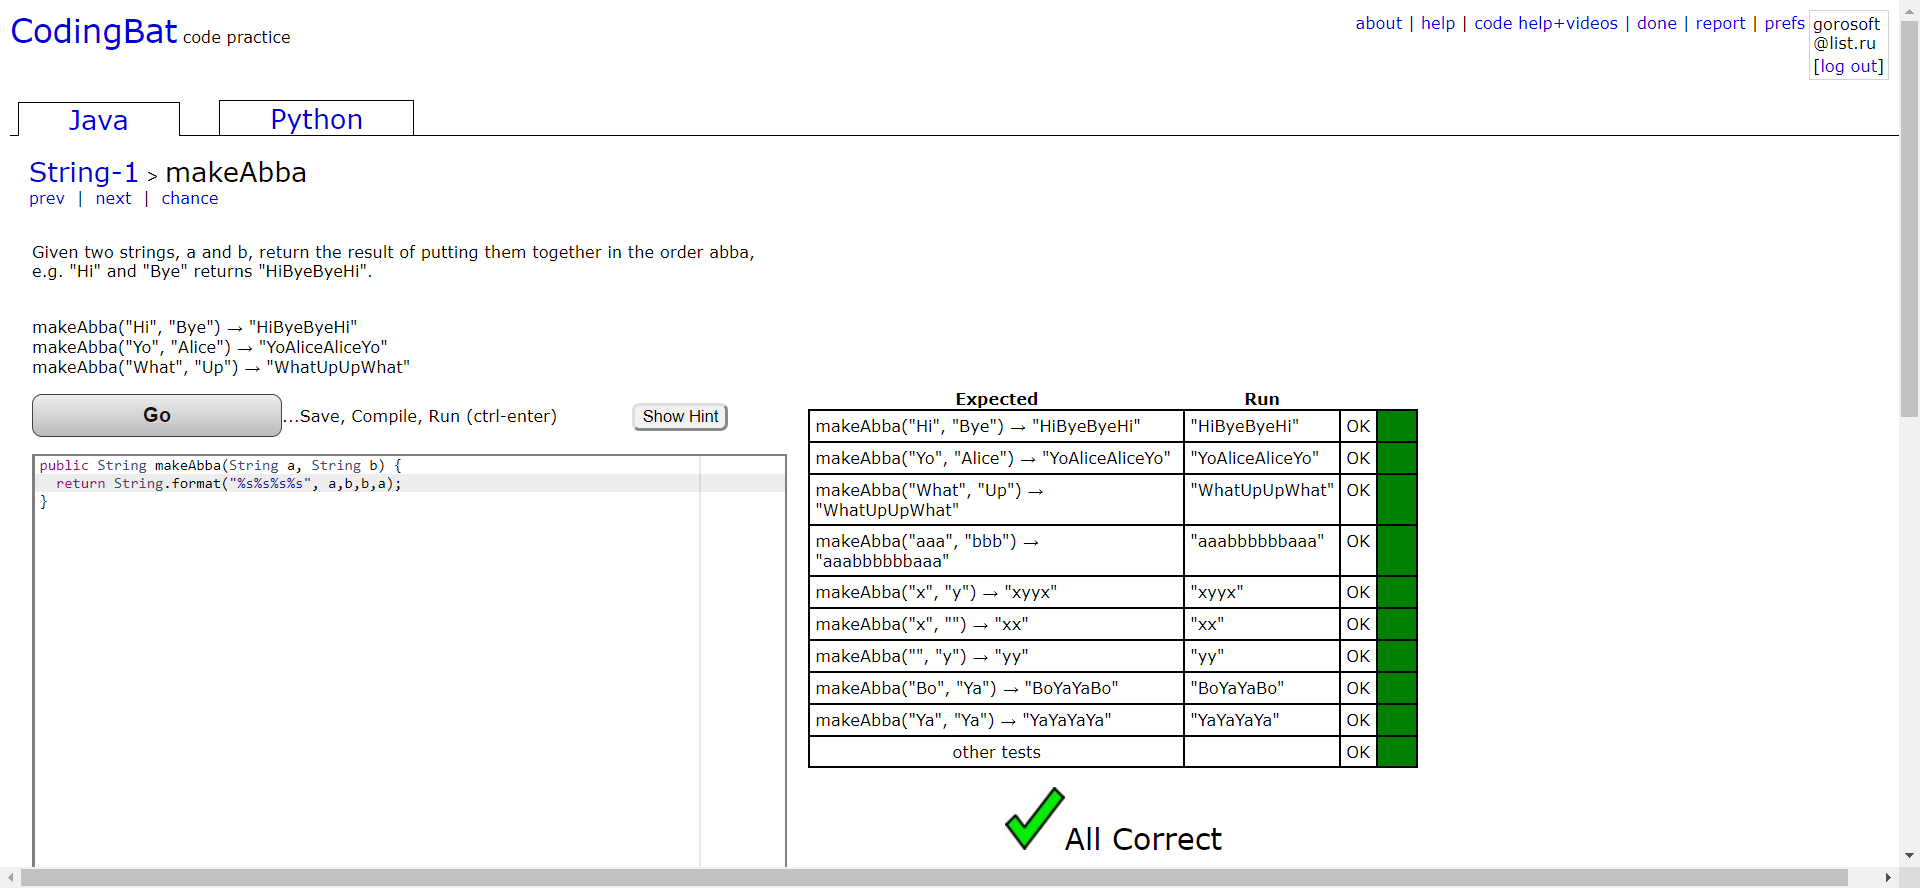 CodingBat code practice
about | help | code help+videos | done | report | prefs
gorosoft
@list.ru
[log out]
Java
Python
String-1 > makeAbba
prev | next | chance
Given two strings, a and b, return the result of putting them together in the order abba,
e.g. "Hi" and "Bye" returns "HiByeByeHi".
makeAbba("Hi", "Bye") → "HiByeByeHi"
makeAbba("Yo", "Alice") → "YoAliceAliceYo"
makeAbba("What", "Up") → "WhatUpUpWhat"
Go
...Save, Compile, Run (ctrl-enter)
Show Hint
public String makeAbba(String a, String b) {
  return String.format("%s%s%s%s", a,b,b,a);
}
Expected Run
makeAbba("Hi", "Bye") → "HiByeByeHi" "HiByeByeHi" OK
makeAbba("Yo", "Alice") → "YoAliceAliceYo" "YoAliceAliceYo" OK
makeAbba("What", "Up") → "WhatUpUpWhat" OK
"WhatUpUpWhat"
makeAbba("aaa", "bbb") → "aaabbbbbbaaa" OK
"aaabbbbbbaaa"
makeAbba("x", "y") → "xyyx" "xyyx" OK
makeAbba("x", "") → "xx" "xx" OK
makeAbba("", "y") → "yy" "yy" OK
makeAbba("Bo", "Ya") → "BoYaYaBo" "BoYaYaBo" OK
makeAbba("Ya", "Ya") → "YaYaYaYa" "YaYaYaYa" OK
other tests OK
All Correct